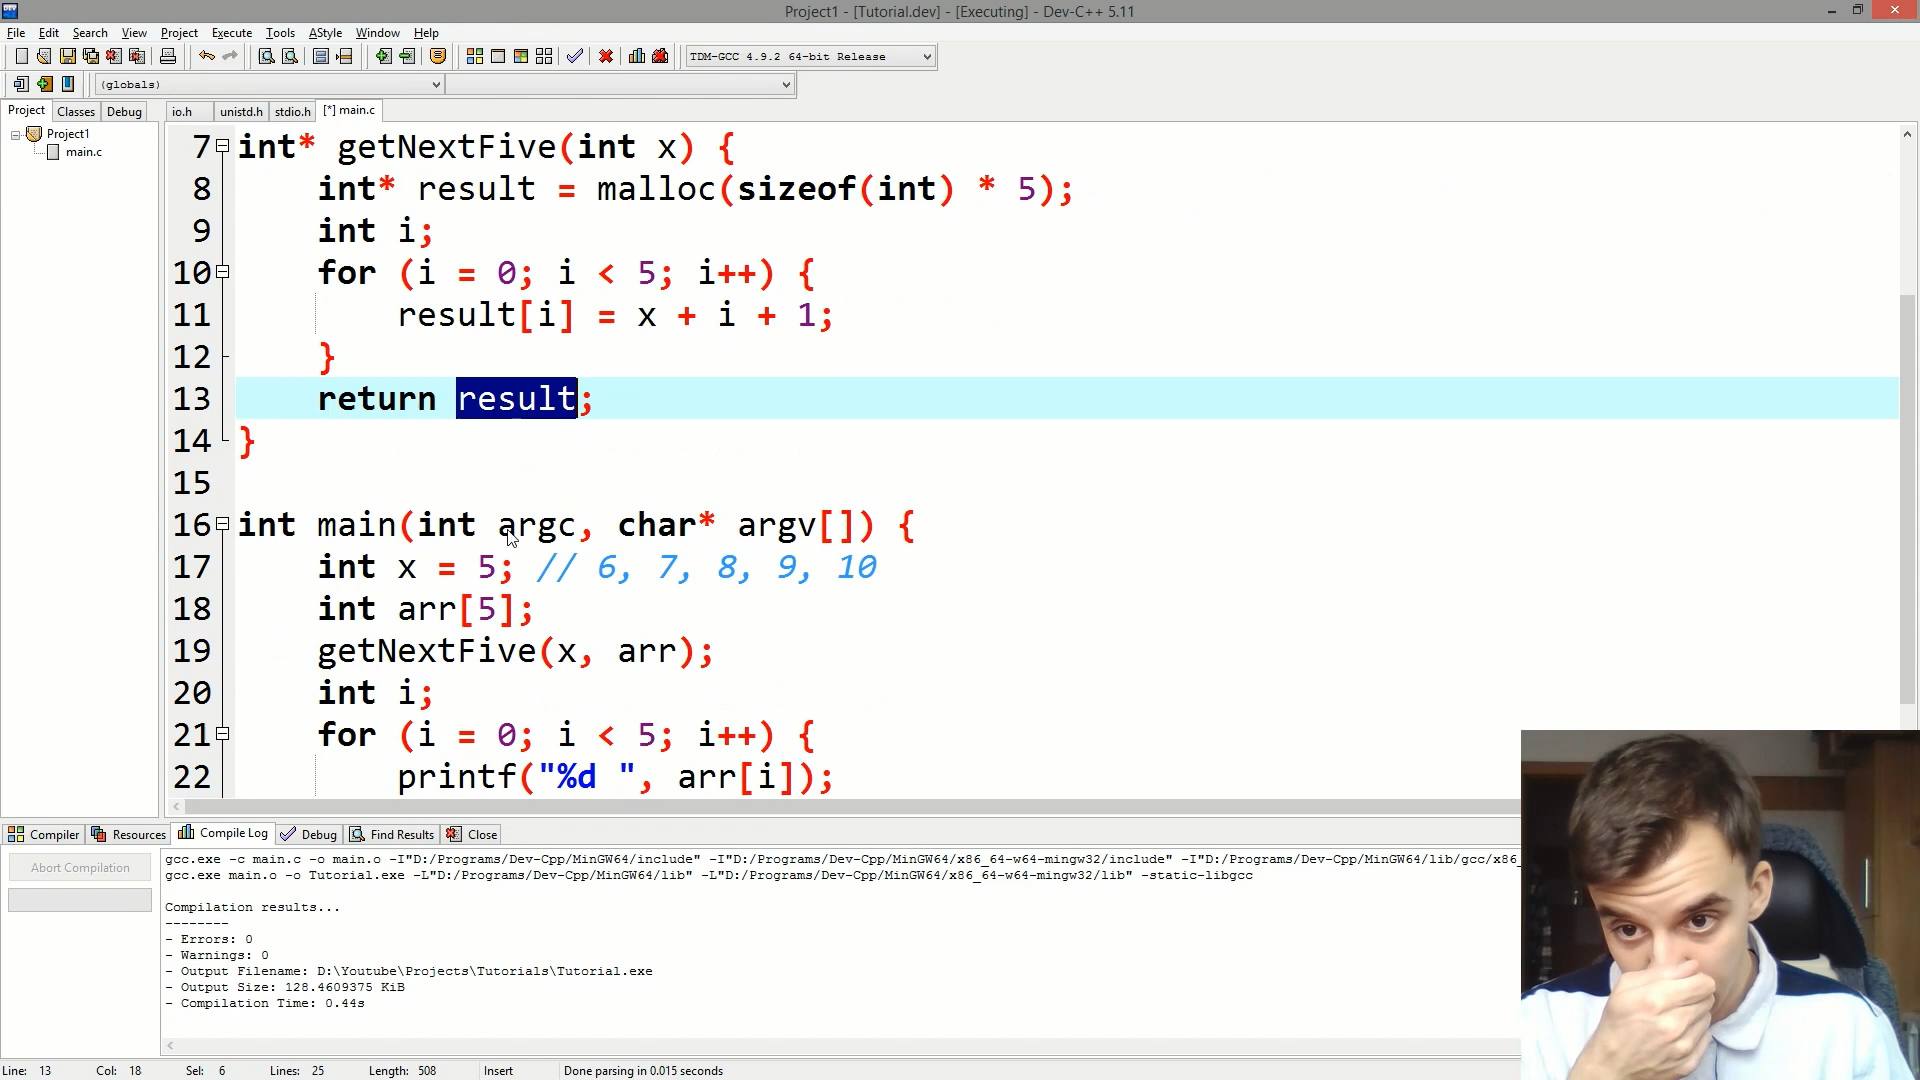 Project1 - [Tutorial.dev] - [Executing] - Dev-C++ 5.11
File Edit Search View Project Execute Tools AStyle Window Help
TDM-GCC 4.9.2 64-bit Release
(globals)
Project Classes Debug
io.h unistd.h stdio.h [*] main.c
Project1
main.c
7 int* getNextFive(int x) {
8 int* result = malloc(sizeof(int) * 5);
9 int i;
10 for (i = 0; i < 5; i++) {
11 result[i] = x + i + 1;
12 }
13 return result;
14 }
15
16 int main(int argc, char* argv[]) {
17 int x = 5; // 6, 7, 8, 9, 10
18 int arr[5];
19 getNextFive(x, arr);
20 int i;
21 for (i = 0; i < 5; i++) {
22 printf("%d ", arr[i]);
Compiler Resources Compile Log Debug Find Results Close
Abort Compilation
gcc.exe -c main.c -o main.o -I"D:/Programs/Dev-Cpp/MinGW64/include" -I"D:/Programs/Dev-Cpp/MinGW64/x86_64-w64-mingw32/include" -I"D:/Programs/Dev-Cpp/MinGW64/lib/gcc/x86_
gcc.exe main.o -o Tutorial.exe -L"D:/Programs/Dev-Cpp/MinGW64/lib" -L"D:/Programs/Dev-Cpp/MinGW64/x86_64-w64-mingw32/lib" -static-libgcc
Compilation results...
--------
- Errors: 0
- Warnings: 0
- Output Filename: D:\Youtube\Projects\Tutorials\Tutorial.exe
- Output Size: 128.4609375 KiB
- Compilation Time: 0.44s
Line: 13 Col: 18 Sel: 6 Lines: 25 Length: 508 Insert Done parsing in 0.015 seconds